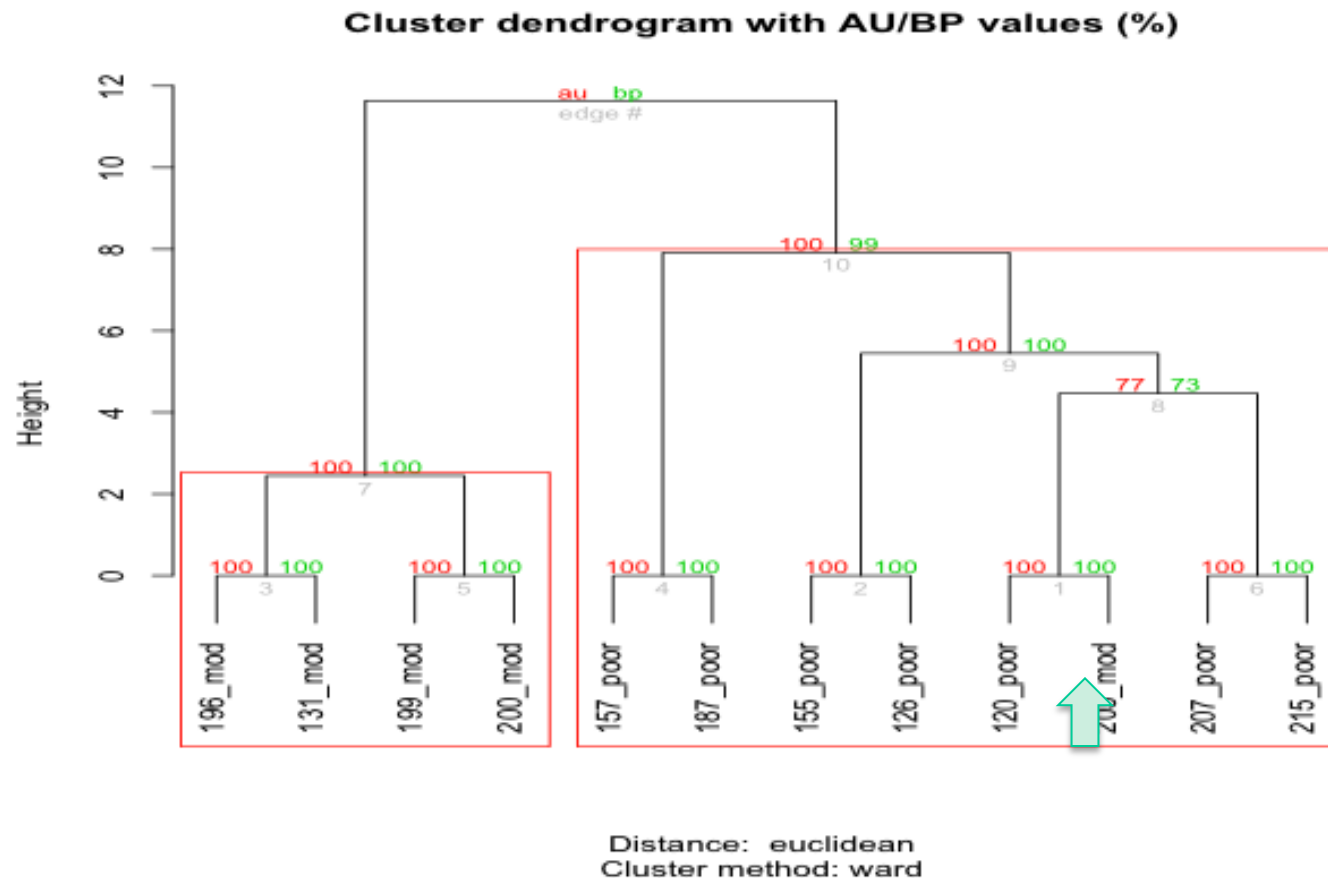 Cluster dendrogram with AU/BP values (%)
12
au bp
edge #
10
8
100 99
10
6
100 100
9
77 73
8
Height
4
100 100
7
2
0
100 100
3
100 100
5
100 100
4
100 100
2
100 100
1
100 100
6
196_mod
131_mod
199_mod
200_mod
157_poor
187_poor
155_poor
126_poor
120_poor
207_poor
215_poor
Distance: euclidean
Cluster method: ward